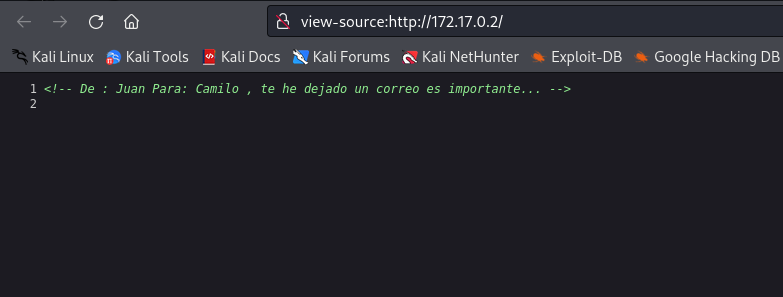 view-source:http://172.17.0.2/
Kali Linux Kali Tools Kali Docs Kali Forums Kali NetHunter Exploit-DB Google Hacking DB
1 <!-- De : Juan Para: Camilo , te he dejado un correo es importante... -->
2